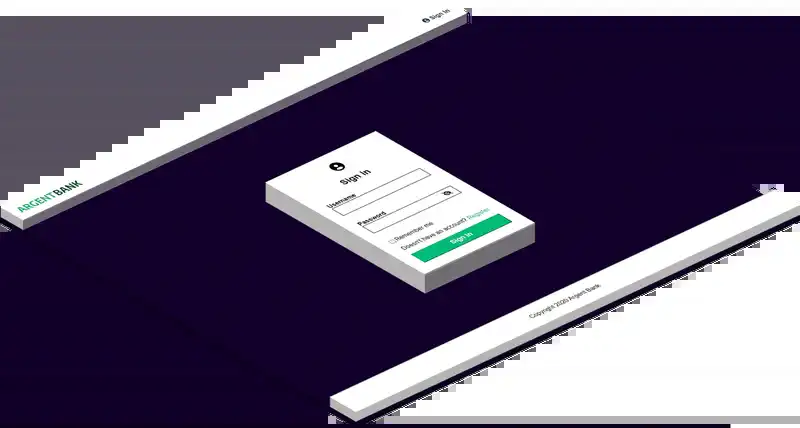 Sign In
ARGENTBANK
Sign In
Username
Password
Remember me
Doesn't have an account? Register
Sign In
Copyright 2020 Argent Bank